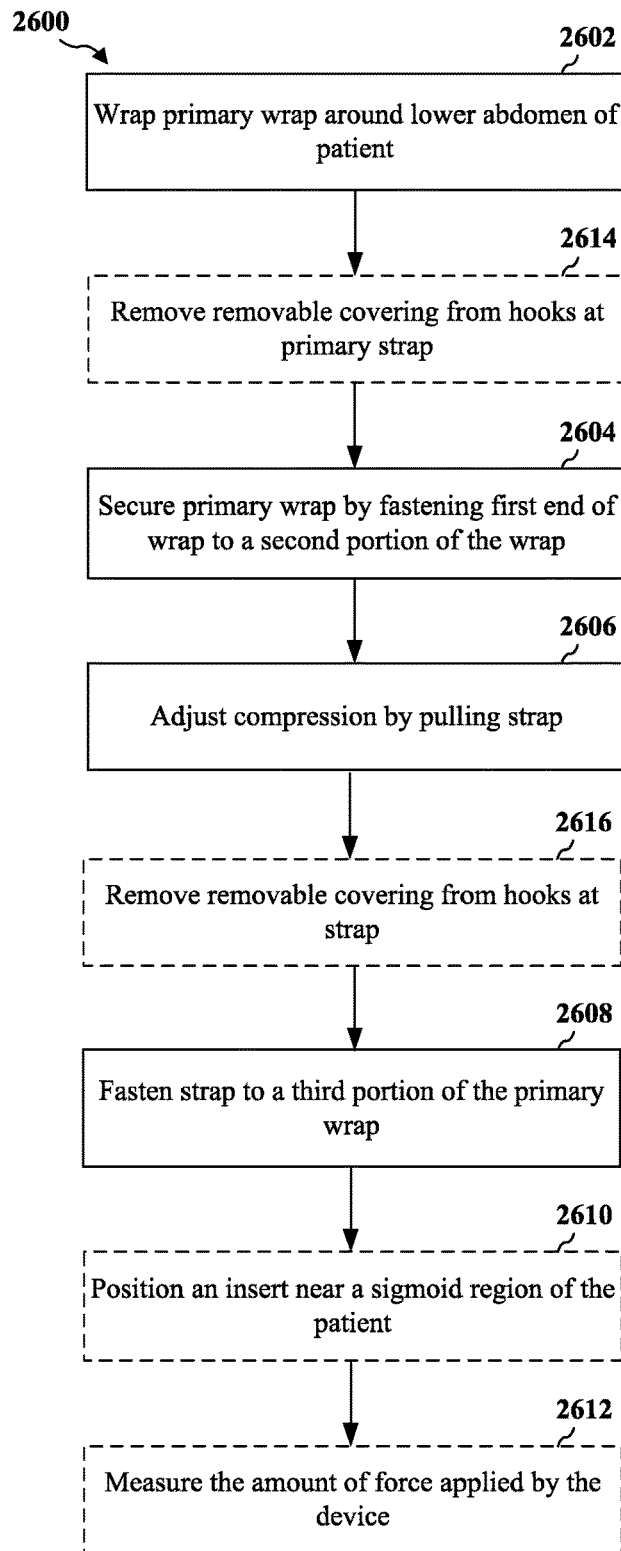 2600
2602
Wrap primary wrap around lower abdomen of
patient
2614
Remove removable covering from hooks at
primary strap
2604
Secure primary wrap by fastening first end of
wrap to a second portion of the wrap
2606
Adjust compression by pulling strap
2616
Remove removable covering from hooks at
strap
2608
Fasten strap to a third portion of the primary
wrap
2610
Position an insert near a sigmoid region of the
patient
2612
Measure the amount of force applied by the
device